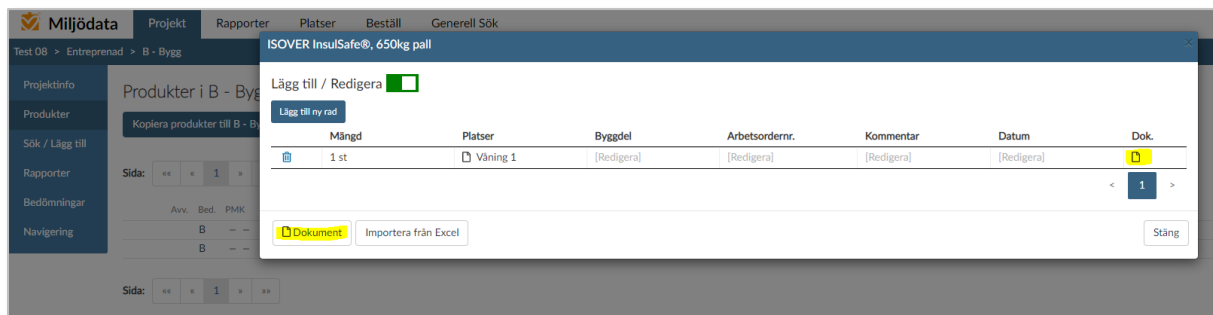 Miljödata Projekt Rapporter Platser Beställ Generell Sök
Test 08 > Entreprenad > B - Bygg
ISOVER InsulSafe®, 650kg pall ×
Projektinfo
Produkter
Sök / Lägg till
Rapporter
Bedömningar
Navigering
Produkter i B - Byg
Kopiera produkter till B - By
Sida: «« « 1 »
Avv. Bed. PMK
B – –
B – –
Sida: «« « 1 » »»
Lägg till / Redigera
Lägg till ny rad
Mängd Platser Byggdel Arbetsordernr. Kommentar Datum Dok.
1 st Våning 1 [Redigera] [Redigera] [Redigera] [Redigera]
< 1 >
Dokument Importera från Excel Stäng